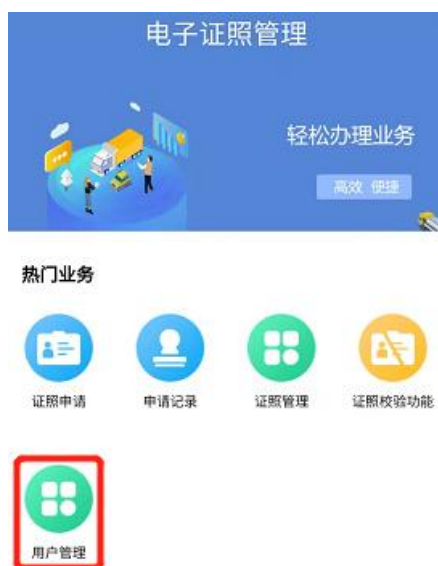 电子证照管理
轻松办理业务
高效 便捷
热门业务
证照申请
申请记录
证照管理
证照校验功能
用户管理